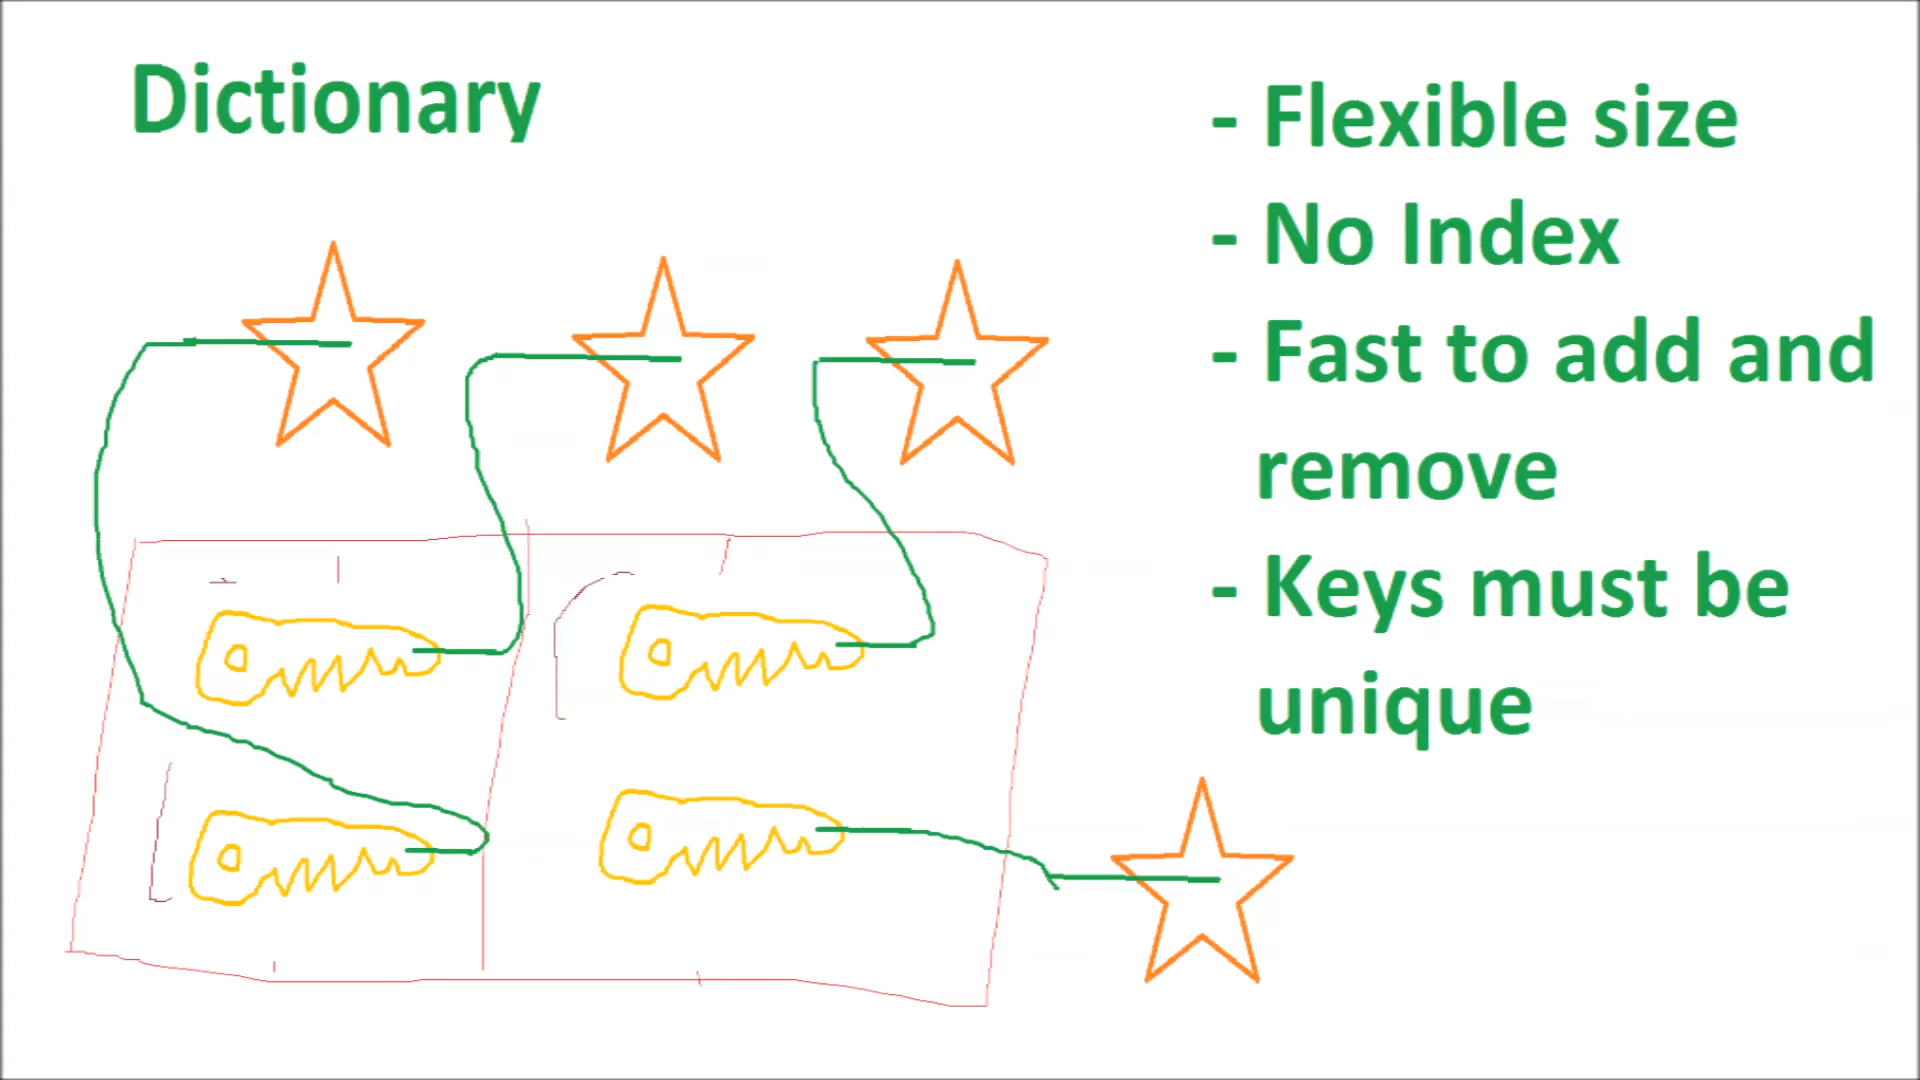 Dictionary
- Flexible size
- No Index
- Fast to add and
remove
- Keys must be
unique